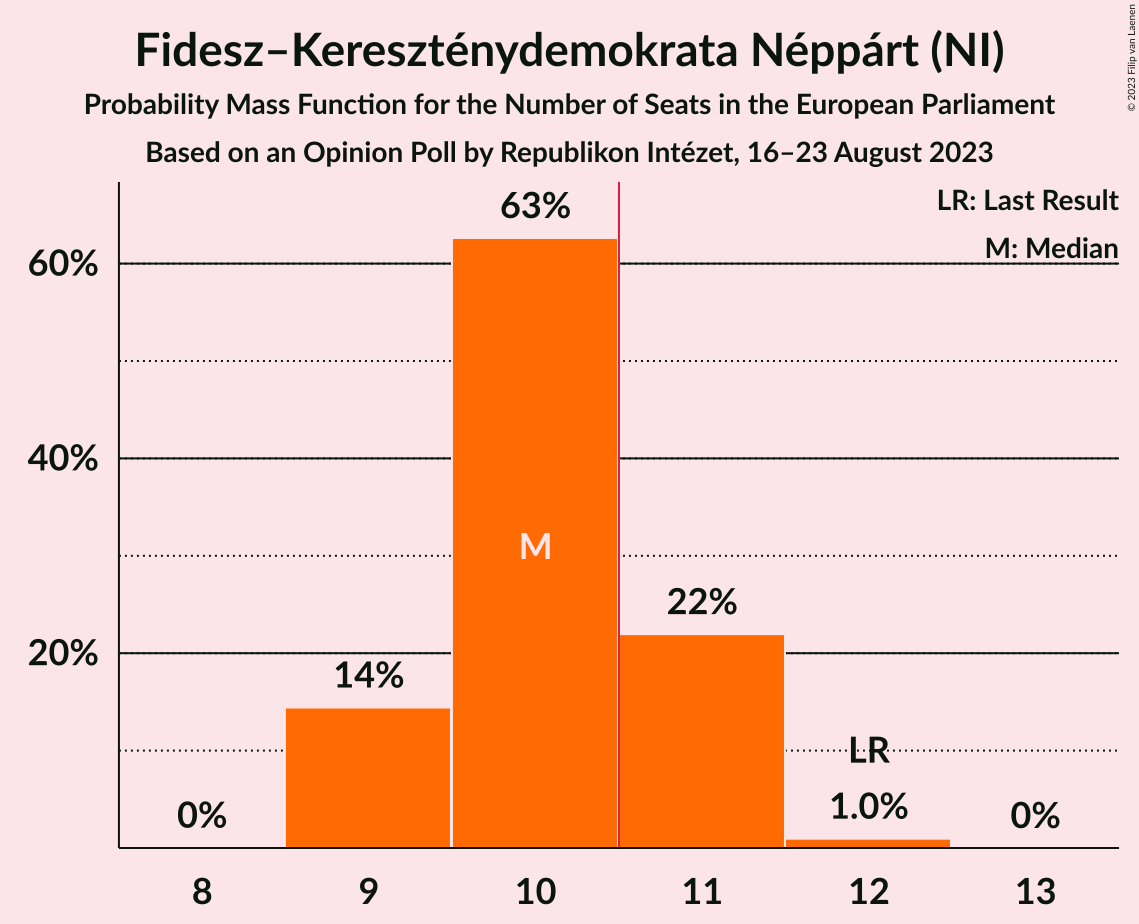 Fidesz–Kereszténydemokrata Néppárt (NI)
Probability Mass Function for the Number of Seats in the European Parliament
Based on an Opinion Poll by Republikon Intézet, 16–23 August 2023
© 2023 Filip van Laenen
LR: Last Result
M: Median
60%
40%
20%
0%
14%
63%
M
22%
LR
1.0%
0%
8
9
10
11
12
13